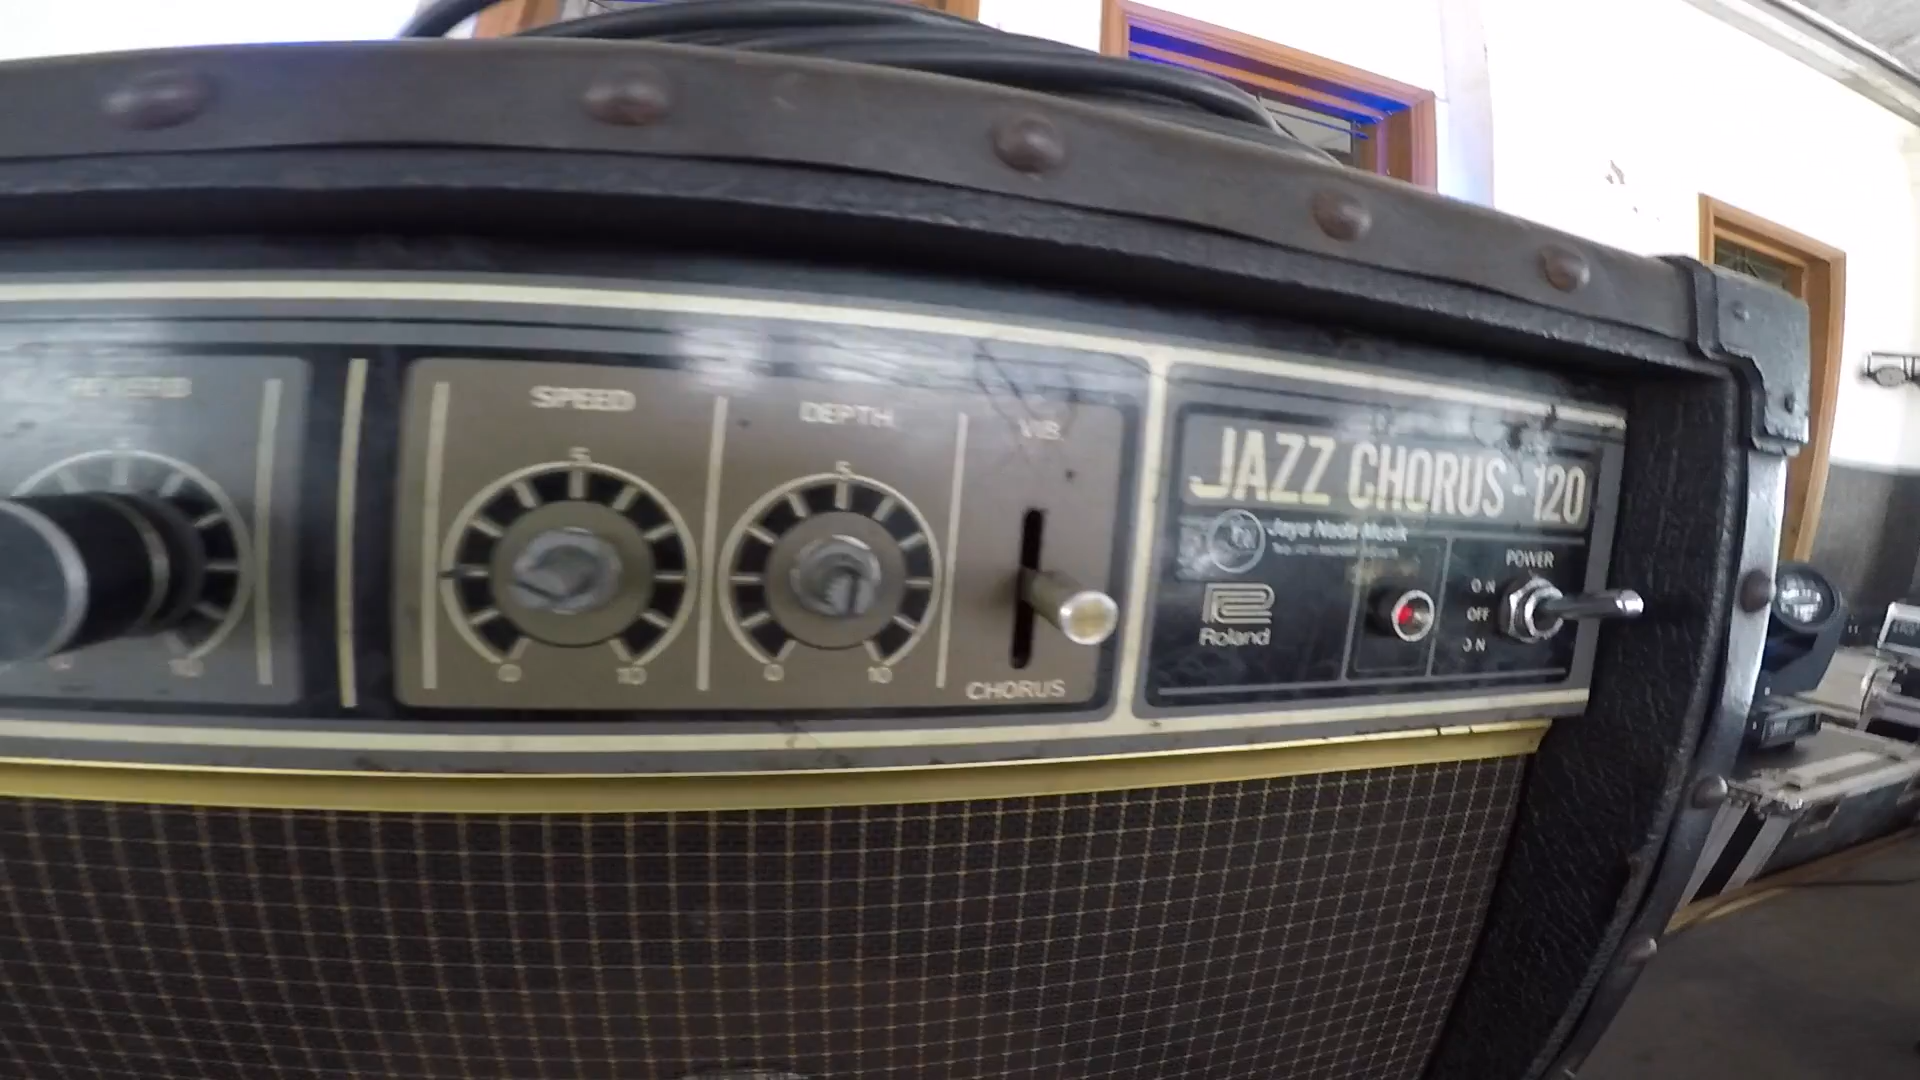 REVERB
10
SPEED
5
0 10
DEPTH
5
0 10
VIB.
CHORUS
JAZZ CHORUS-120
Jaya Nada Musik
Roland
POWER
ON
OFF
ON